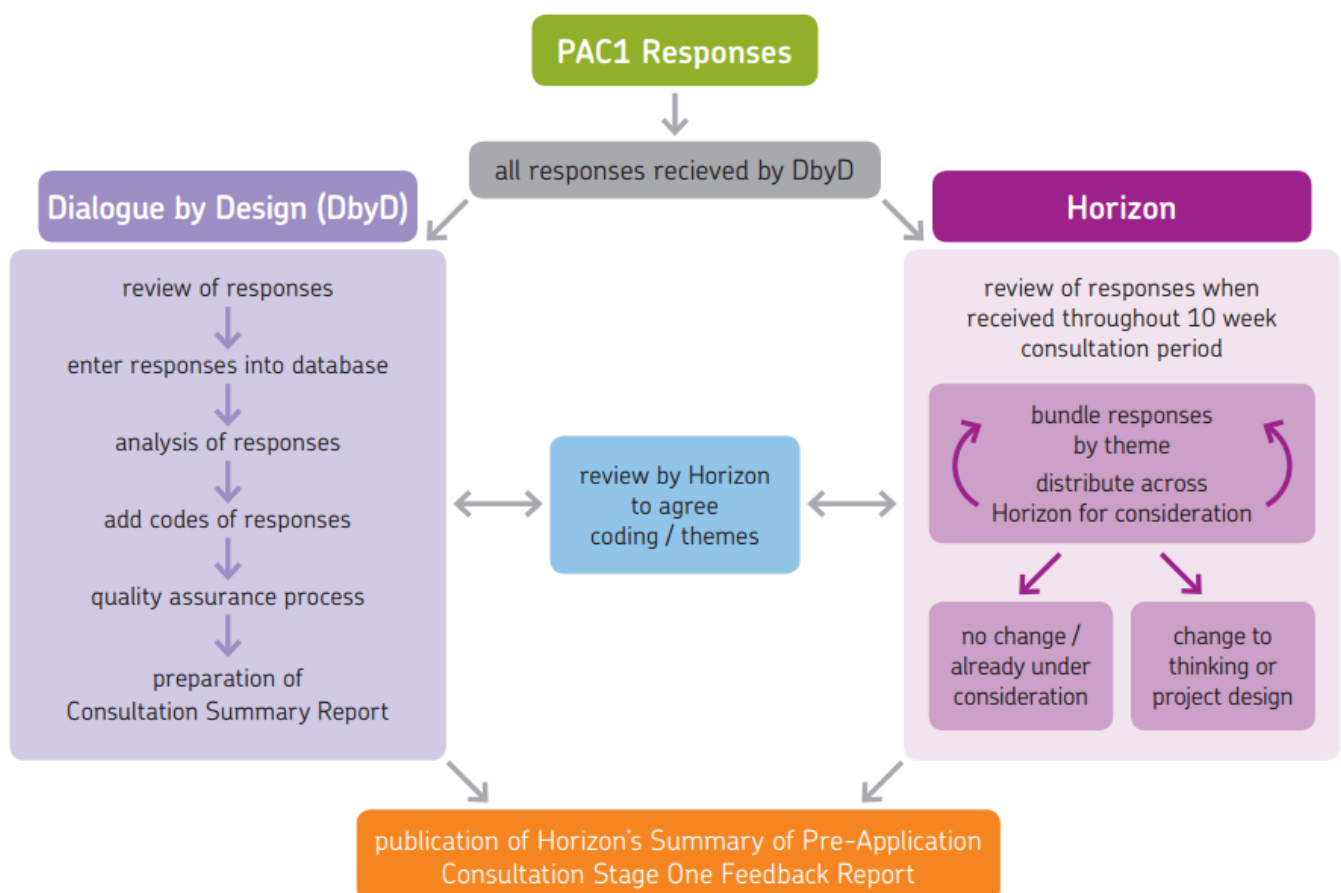 PAC1 Responses
all responses recieved by DbyD
Dialogue by Design (DbyD)
review of responses
enter responses into database
analysis of responses
add codes of responses
quality assurance process
preparation of
Consultation Summary Report
review by Horizon
to agree
coding / themes
Horizon
review of responses when
received throughout 10 week
consultation period
bundle responses
by theme
distribute across
Horizon for consideration
no change /
already under
consideration
change to
thinking or
project design
publication of Horizon's Summary of Pre-Application
Consultation Stage One Feedback Report